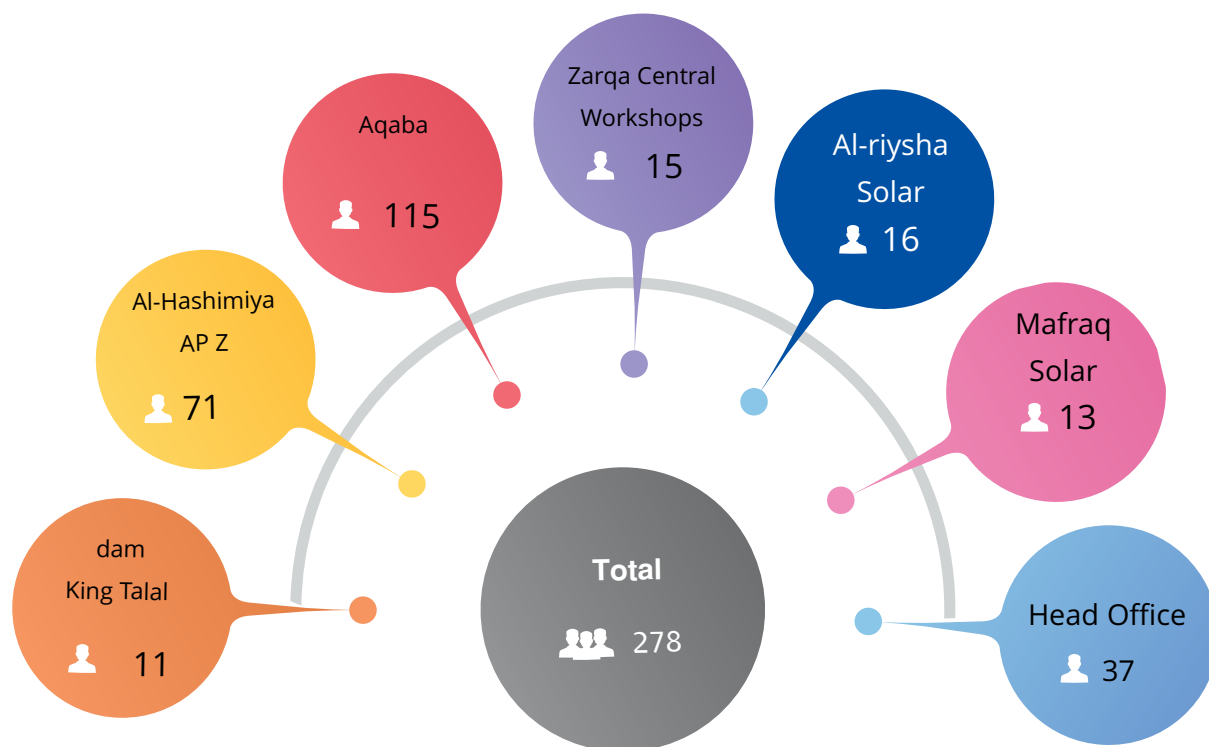 dam
King Talal
11
Al-Hashimiya
AP Z
71
Aqaba
115
Zarqa Central
Workshops
15
Al-riysha
Solar
16
Mafraq
Solar
13
Head Office
37
Total
278